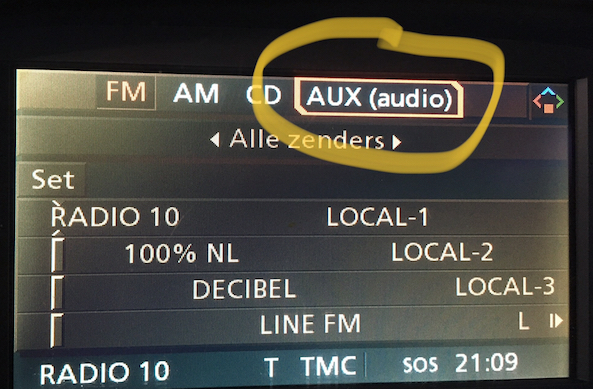 FM AM CD AUX (audio)
Alle zenders
Set
RADIO 10 LOCAL-1
100% NL LOCAL-2
DECIBEL LOCAL-3
LINE FM L
RADIO 10 T TMC SOS 21:09